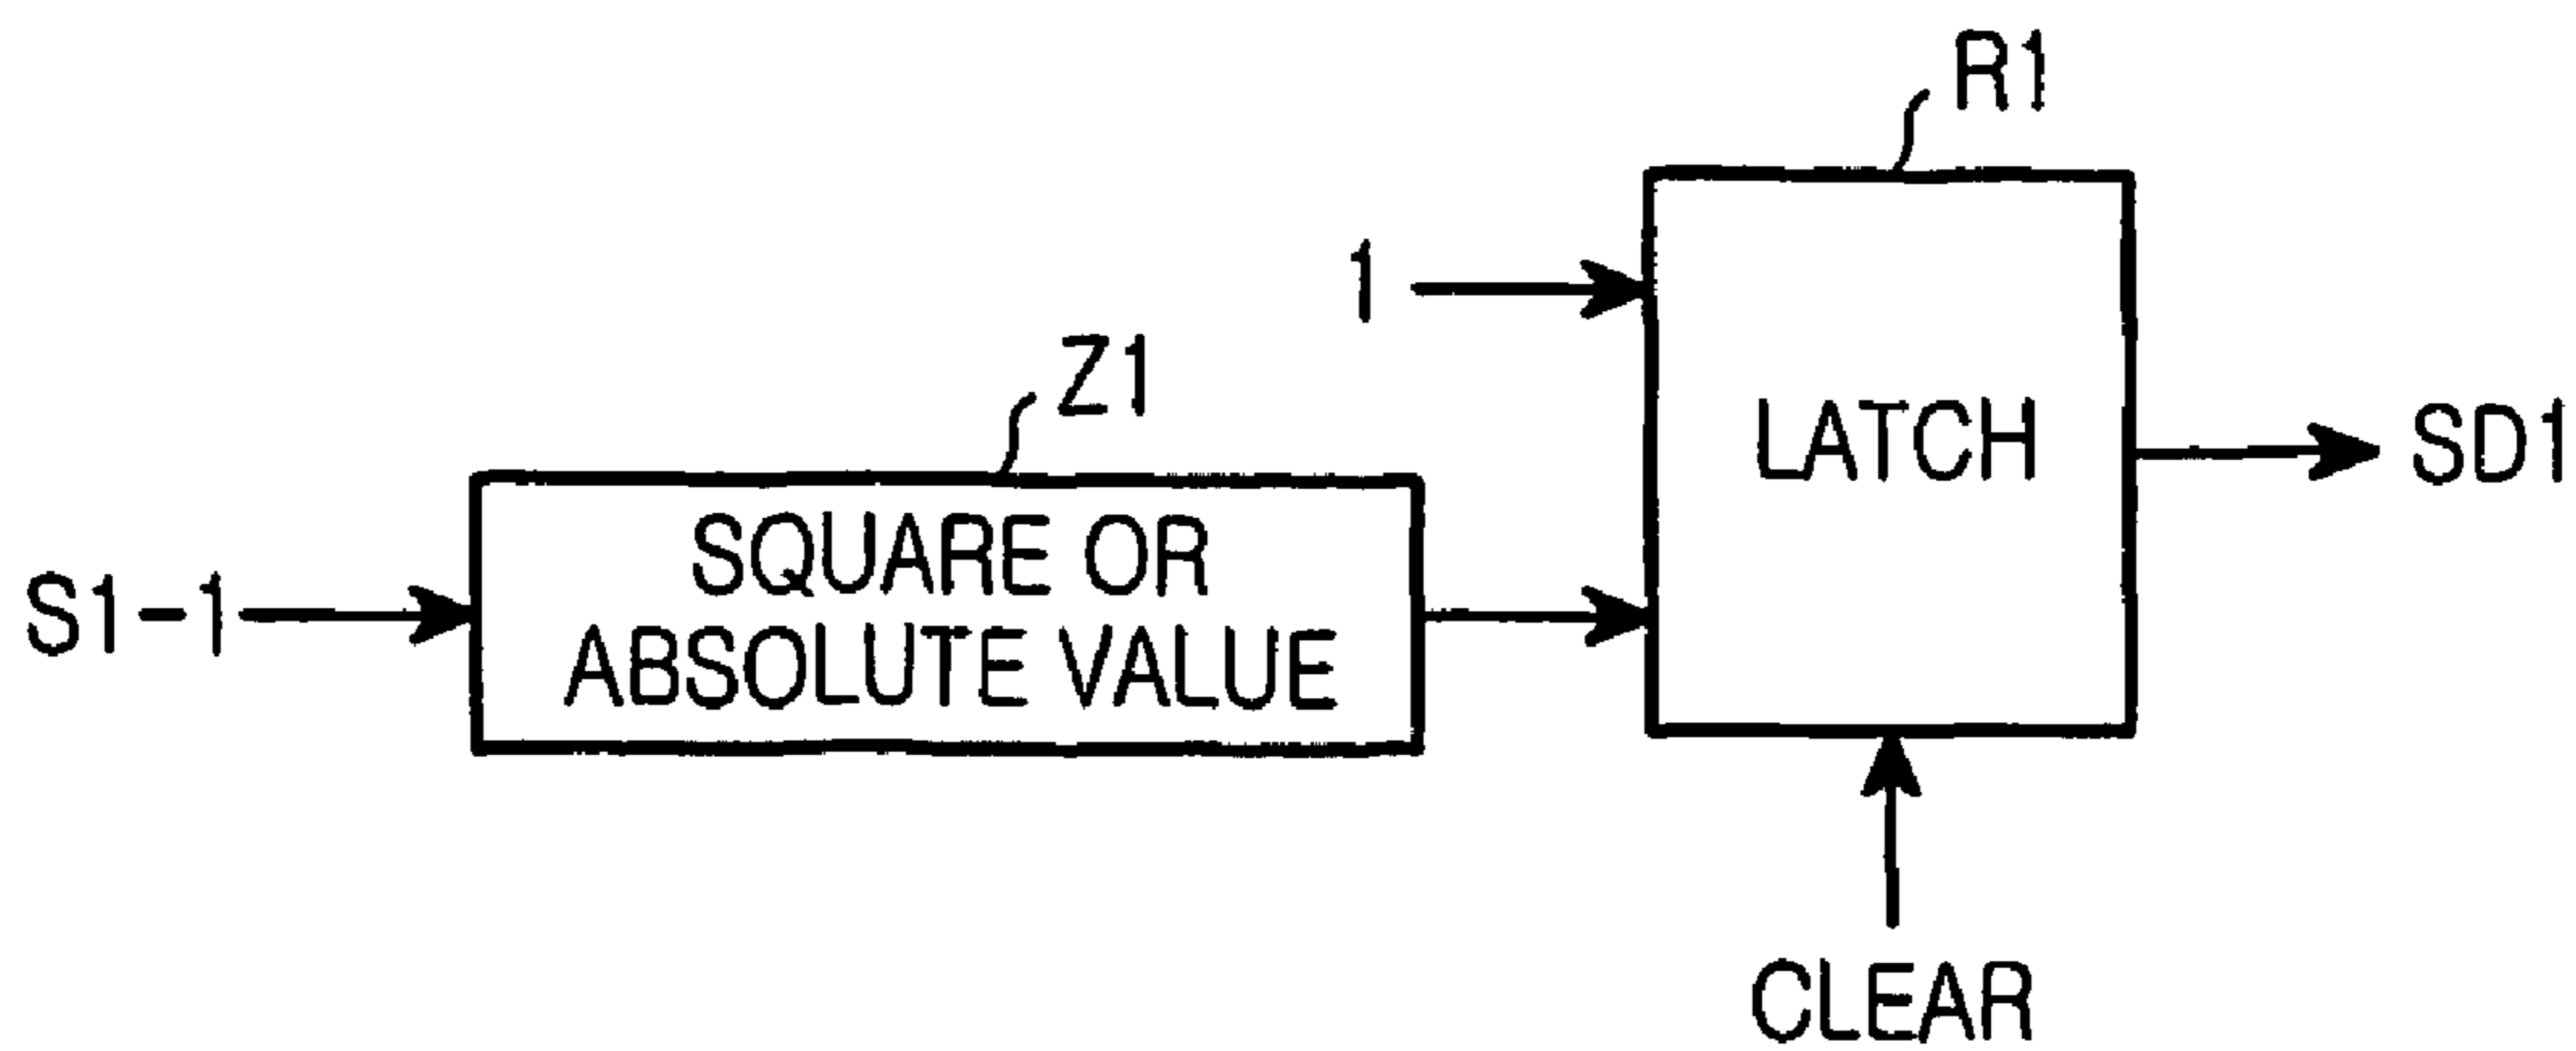 R1
1
Z1
LATCH
SD1
SQUARE OR
ABSOLUTE VALUE
S1-1
CLEAR